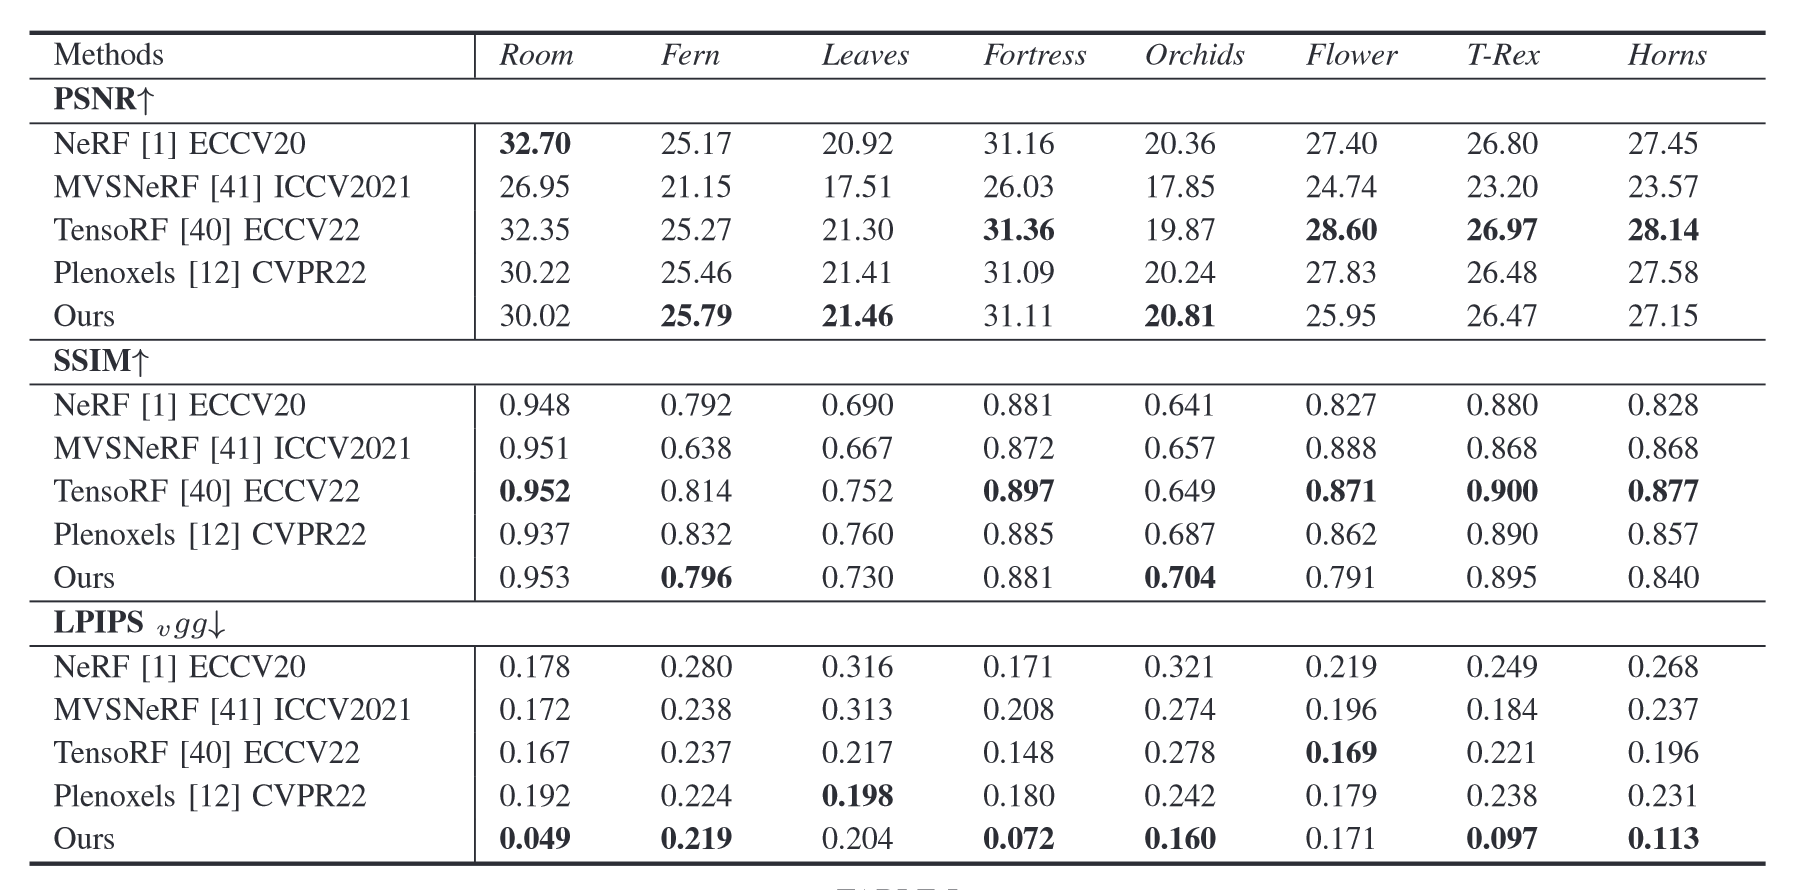 Methods Room Fern Leaves Fortress Orchids Flower T-Rex Horns
PSNR↑
NeRF [1] ECCV20 32.70 25.17 20.92 31.16 20.36 27.40 26.80 27.45
MVSNeRF [41] ICCV2021 26.95 21.15 17.51 26.03 17.85 24.74 23.20 23.57
TensoRF [40] ECCV22 32.35 25.27 21.30 31.36 19.87 28.60 26.97 28.14
Plenoxels [12] CVPR22 30.22 25.46 21.41 31.09 20.24 27.83 26.48 27.58
Ours 30.02 25.79 21.46 31.11 20.81 25.95 26.47 27.15
SSIM↑
NeRF [1] ECCV20 0.948 0.792 0.690 0.881 0.641 0.827 0.880 0.828
MVSNeRF [41] ICCV2021 0.951 0.638 0.667 0.872 0.657 0.888 0.868 0.868
TensoRF [40] ECCV22 0.952 0.814 0.752 0.897 0.649 0.871 0.900 0.877
Plenoxels [12] CVPR22 0.937 0.832 0.760 0.885 0.687 0.862 0.890 0.857
Ours 0.953 0.796 0.730 0.881 0.704 0.791 0.895 0.840
LPIPS vgg↓
NeRF [1] ECCV20 0.178 0.280 0.316 0.171 0.321 0.219 0.249 0.268
MVSNeRF [41] ICCV2021 0.172 0.238 0.313 0.208 0.274 0.196 0.184 0.237
TensoRF [40] ECCV22 0.167 0.237 0.217 0.148 0.278 0.169 0.221 0.196
Plenoxels [12] CVPR22 0.192 0.224 0.198 0.180 0.242 0.179 0.238 0.231
Ours 0.049 0.219 0.204 0.072 0.160 0.171 0.097 0.113